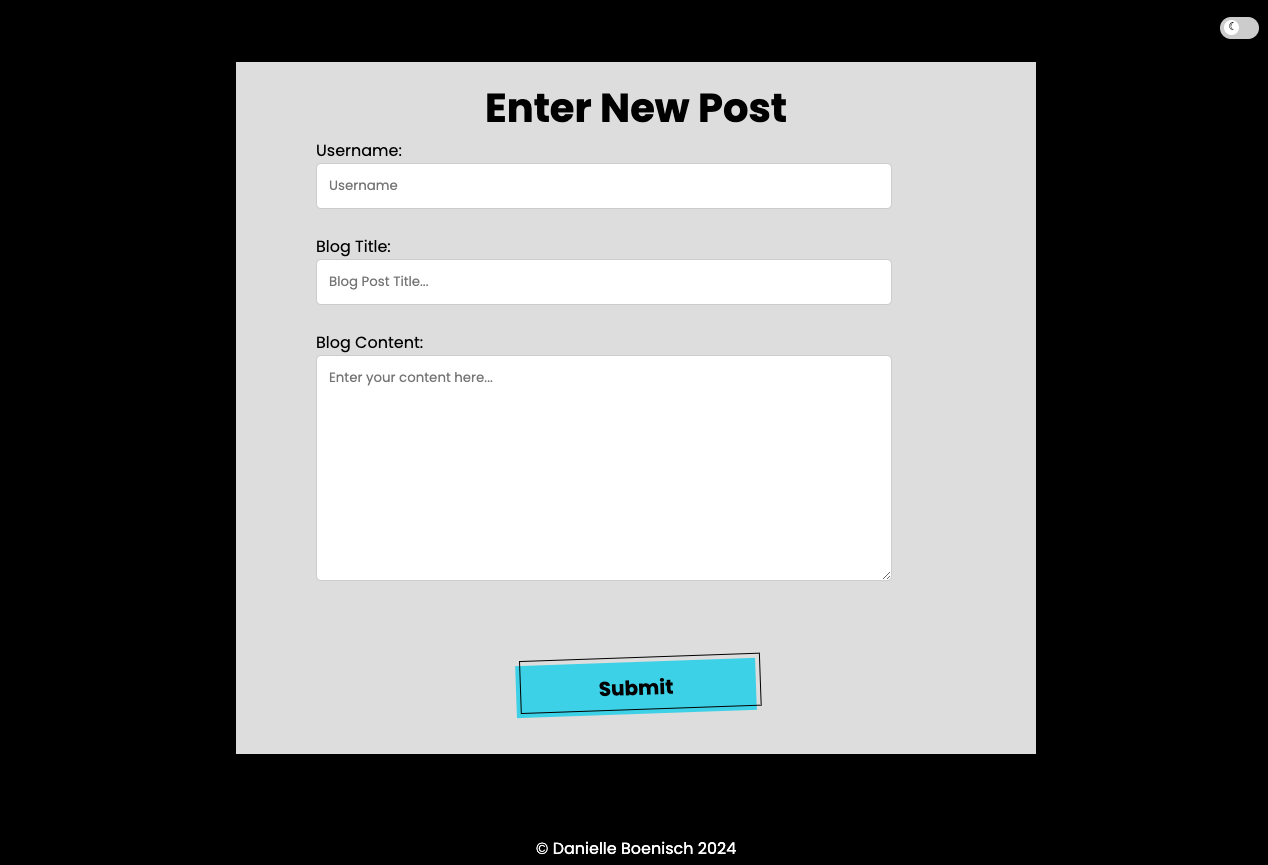 Enter New Post
Username:
Username
Blog Title:
Blog Post Title...
Blog Content:
Enter your content here...
Submit
© Danielle Boenisch 2024